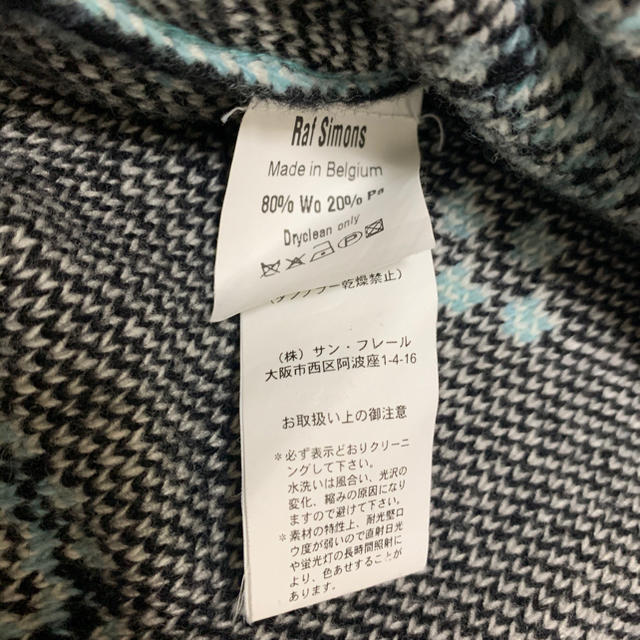 Raf Simons
Made in Belgium
80% Wo 20% Pa
Dryclean only
P
(タンブラー乾燥禁止)
(株) サン・フレール
大阪市西区阿波座1-4-16
お取扱い上の御注意
*必ず表示どおりクリーニ
ングして下さい。
水洗いは風合い、光沢の
変化、縮みの原因になり
ますので避けて下さい。
*素材の特性上、耐光堅ロ
ウ度が弱いので直射日光
や蛍光灯の長時間照射に
より、色あせすることが
あります。